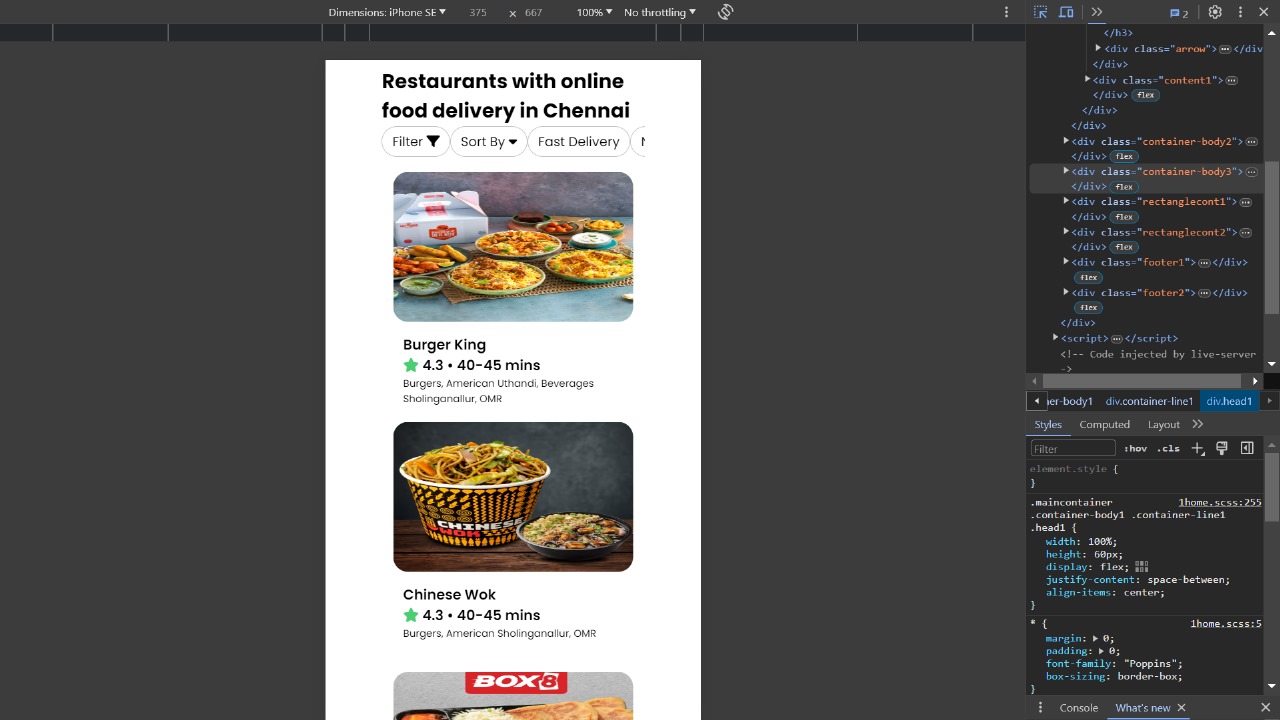 Dimensions: iPhone SE ▼ 375 × 667 100% ▼ No throttling ▼
2
Restaurants with online
food delivery in Chennai
Filter Sort By Fast Delivery
Burger King
4.3 • 40-45 mins
Burgers, American Uthandi, Beverages
Sholinganallur, OMR
CHINESE
WOK
Chinese Wok
4.3 • 40-45 mins
Burgers, American Sholinganallur, OMR
BOX8
</h3>
<div class="arrow"> ⋯ </div
</div>
<div class="content1"> ⋯
</div> flex
</div>
</div>
<div class="container-body2"> ⋯
</div> flex
<div class="container-body3"> ⋯
</div> flex
<div class="rectanglecont1"> ⋯
</div> flex
<div class="rectanglecont2"> ⋯
</div> flex
<div class="footer1"> ⋯ </div>
flex
<div class="footer2"> ⋯ </div>
flex
</div>
<script> ⋯ </script>
<!-- Code injected by live-server
->
ner-body1 div.container-line1 div.head1
Styles Computed Layout
Filter :hov .cls
element.style {
}
.maincontainer 1home.scss:255
.container-body1 .container-line1
.head1 {
width: 100%;
height: 60px;
display: flex;
justify-content: space-between;
align-items: center;
}
* { 1home.scss:5
margin: 0;
padding: 0;
font-family: "Poppins";
box-sizing: border-box;
}
Console What's new